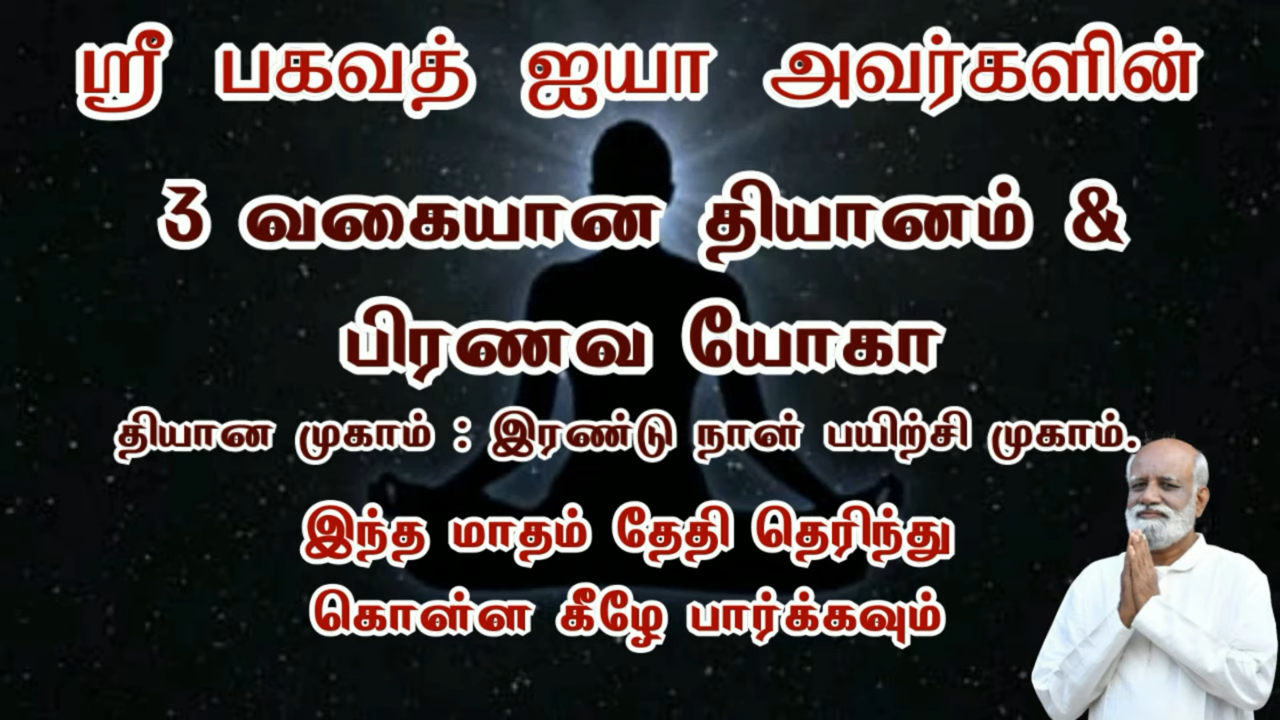 ஸ்ரீ பகவத் ஐயா அவர்களின்
3 வகையான தியானம் &
பிரணவ யோகா
தியான முகாம் : இரண்டு நாள் பயிற்சி முகாம்.
இந்த மாதம் தேதி தெரிந்து
கொள்ள கீழே பார்க்கவும்